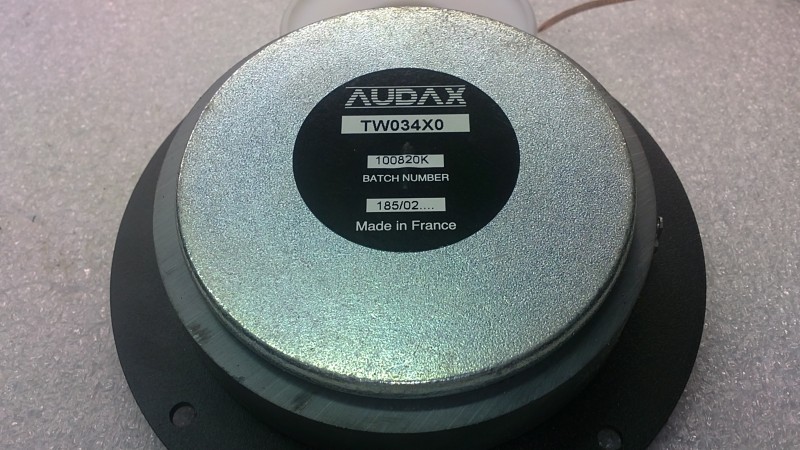 AUDAX
TW034X0
100820K
BATCH NUMBER
185/02....
Made in France